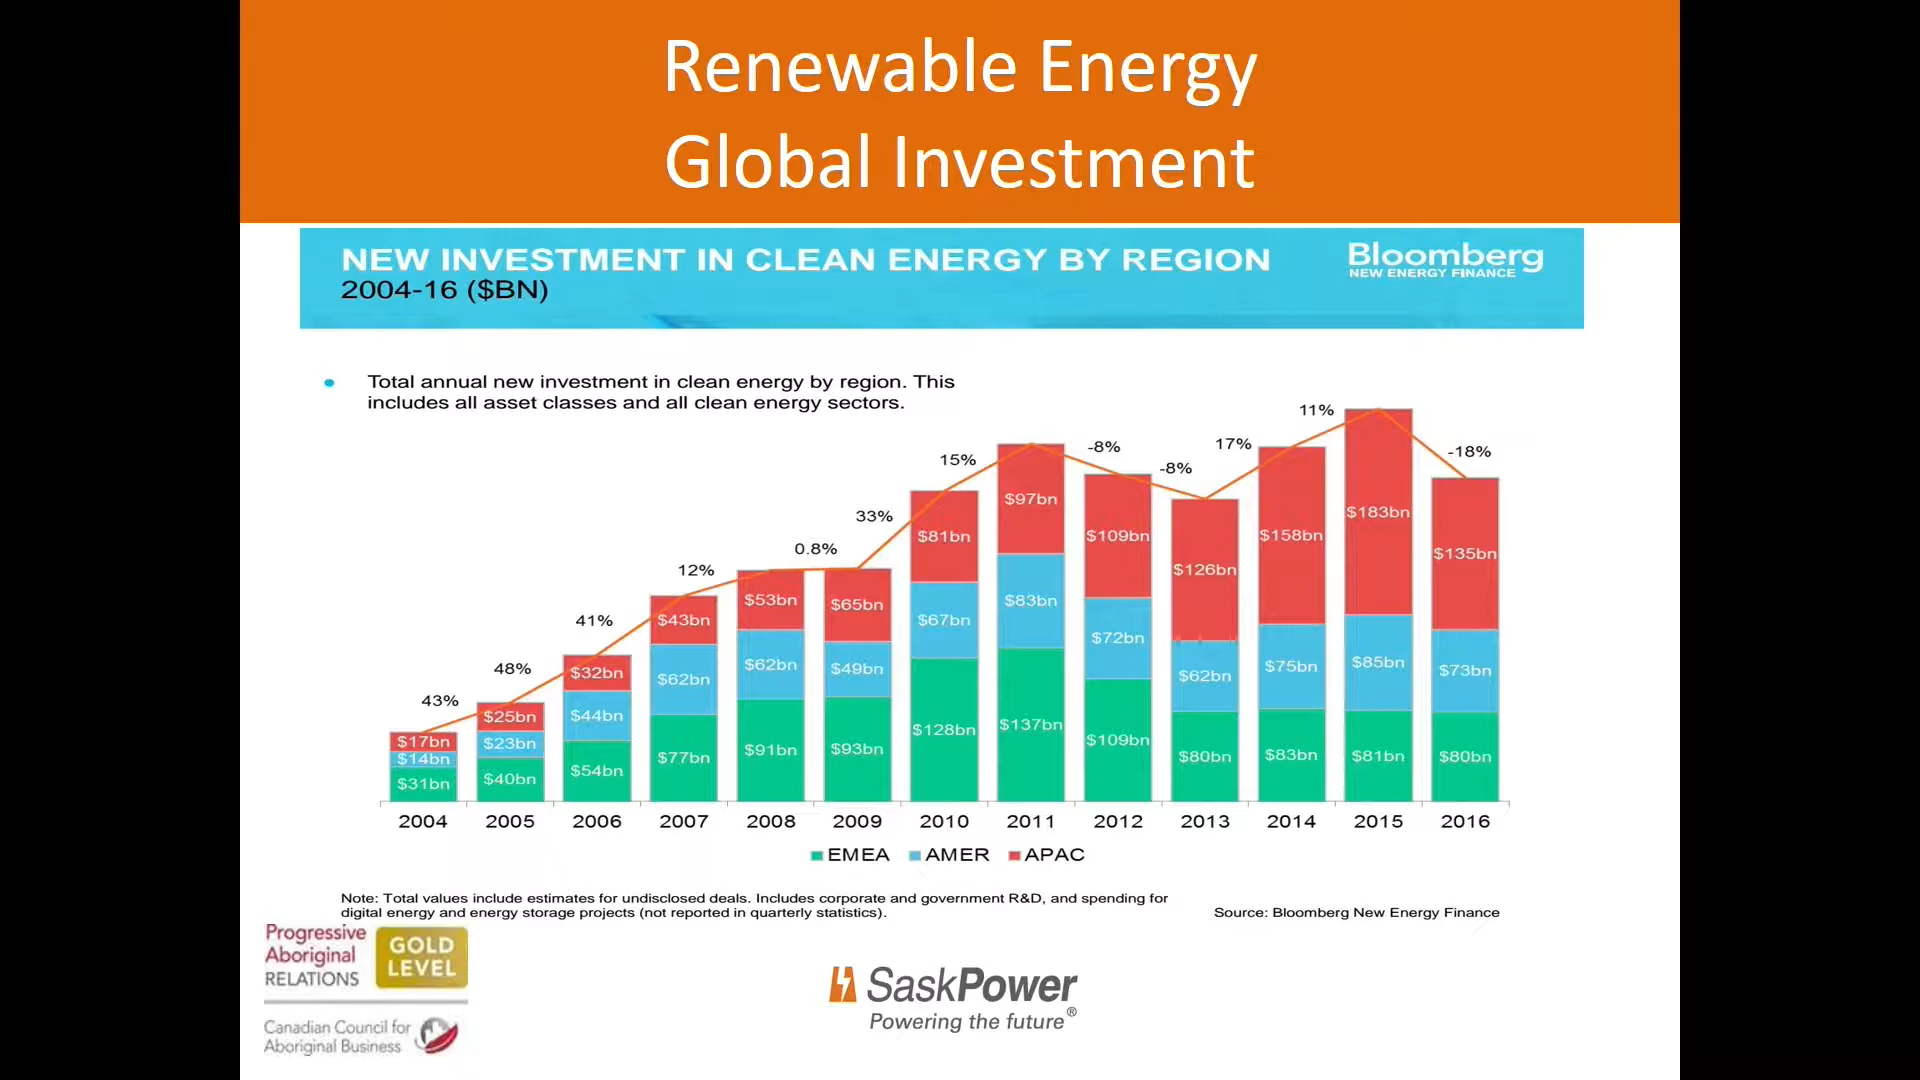 Renewable Energy
Global Investment
NEW INVESTMENT IN CLEAN ENERGY BY REGION
2004-16 ($BN)
Bloomberg
NEW ENERGY FINANCE
• Total annual new investment in clean energy by region. This
includes all asset classes and all clean energy sectors.
43%
48%
41%
12%
0.8%
33%
15%
-8%
-8%
17%
11%
-18%
$17bn
$14bn
$31bn
$25bn
$23bn
$40bn
$32bn
$44bn
$54bn
$43bn
$62bn
$77bn
$53bn
$62bn
$91bn
$65bn
$49bn
$93bn
$81bn
$67bn
$128bn
$97bn
$83bn
$137bn
$109bn
$72bn
$109bn
$126bn
$62bn
$80bn
$158bn
$75bn
$83bn
$183bn
$85bn
$81bn
$135bn
$73bn
$80bn
2004 2005 2006 2007 2008 2009 2010 2011 2012 2013 2014 2015 2016
EMEA AMER APAC
Note: Total values include estimates for undisclosed deals. Includes corporate and government R&D, and spending for
digital energy and energy storage projects (not reported in quarterly statistics).
Source: Bloomberg New Energy Finance
Progressive
Aboriginal
RELATIONS
GOLD
LEVEL
Canadian Council for
Aboriginal Business
SaskPower
Powering the future®